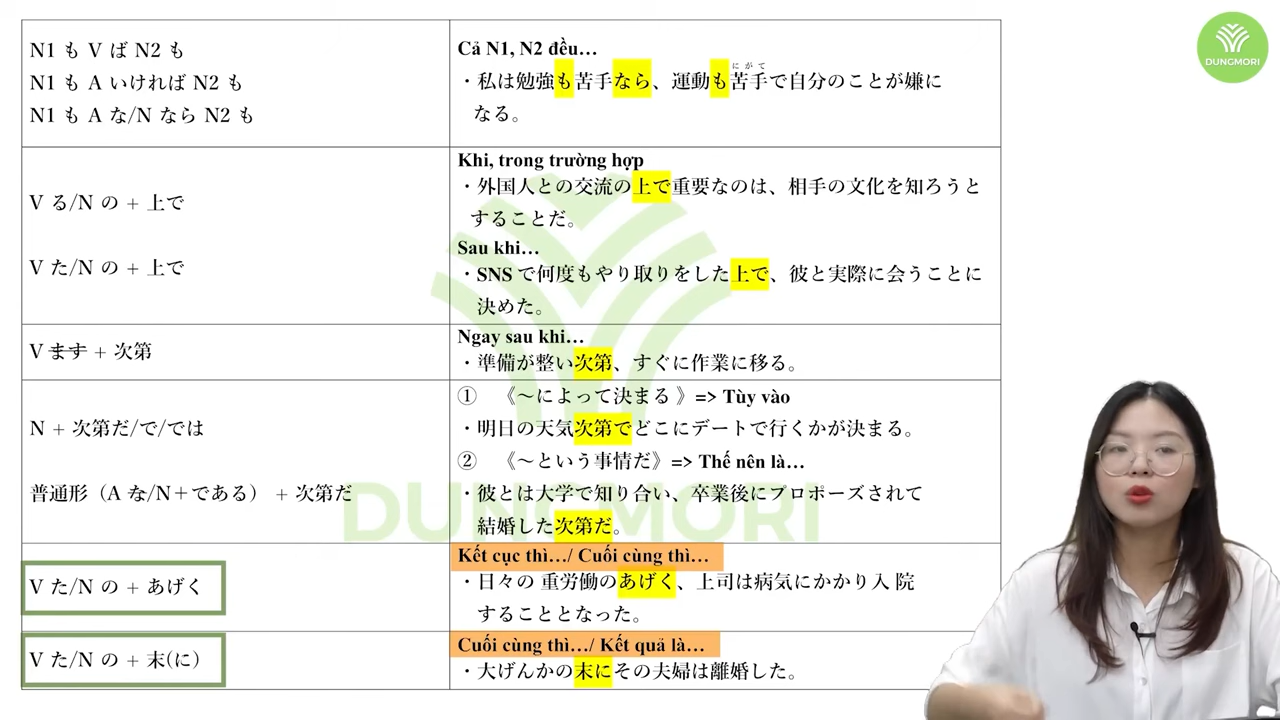 N1 も V ば N2 も
N1 も A いければ N2 も
N1 も A な/N なら N2 も
Cả N1, N2 đều…
・私は勉強も苦手なら、運動も苦手で自分のことが嫌に
にがて
なる。
V る/N の + 上で
V た/N の + 上で
Khi, trong trường hợp
・外国人との交流の上で重要なのは、相手の文化を知ろうと
することだ。
Sau khi…
・SNS で何度もやり取りをした上で、彼と実際に会うことに
決めた。
V ます + 次第
Ngay sau khi…
・準備が整い次第、すぐに作業に移る。
N + 次第だ/で/では
普通形（A な/N＋である） + 次第だ
① 《～によって決まる 》=> Tùy vào
・明日の天気次第でどこにデートで行くかが決まる。
② 《～という事情だ》=> Thế nên là…
・彼とは大学で知り合い、卒業後にプロポーズされて
結婚した次第だ。
V た/N の + あげく
Kết cục thì…/ Cuối cùng thì…
・日々の 重労働のあげく、上司は病気にかかり入 院
することとなった。
V た/N の + 末(に)
Cuối cùng thì…/ Kết quả là…
・大げんかの末にその夫婦は離婚した。
DUNGMORI
DUNGMORI